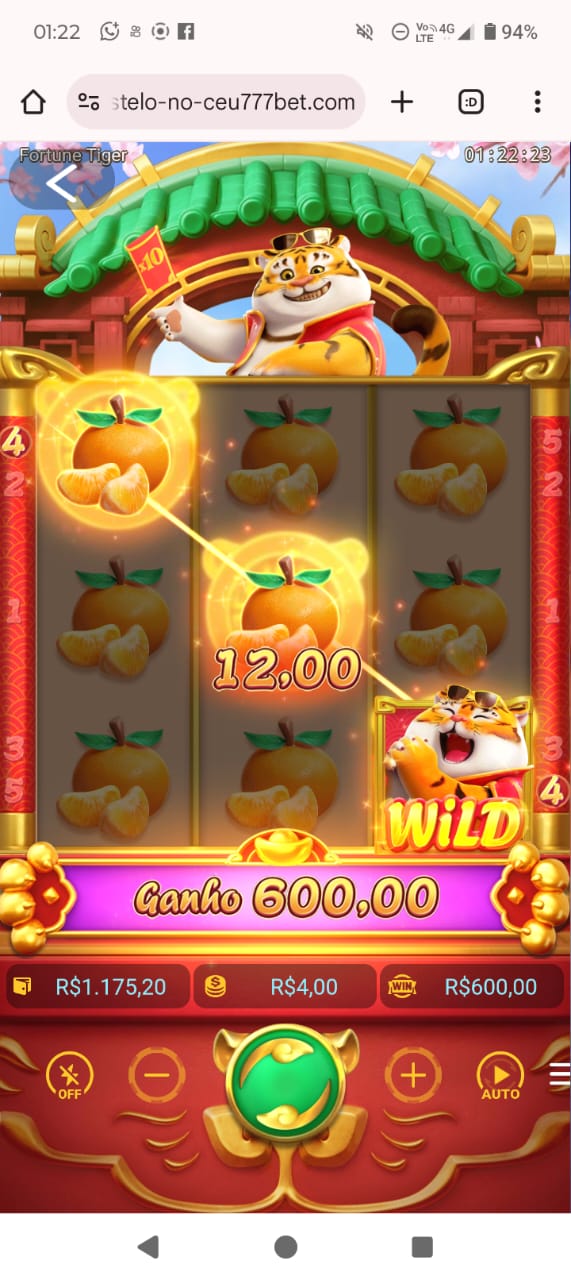 01:22 Vo 4G LTE 94%
stelo-no-ceu777bet.com :D
Fortune Tiger 01:22:23
x10
4 5
2 2
1 1
12,00
3 3
5 4
WiLD
Ganho 600,00
R$1.175,20 R$4,00 WIN R$600,00
OFF AUTO